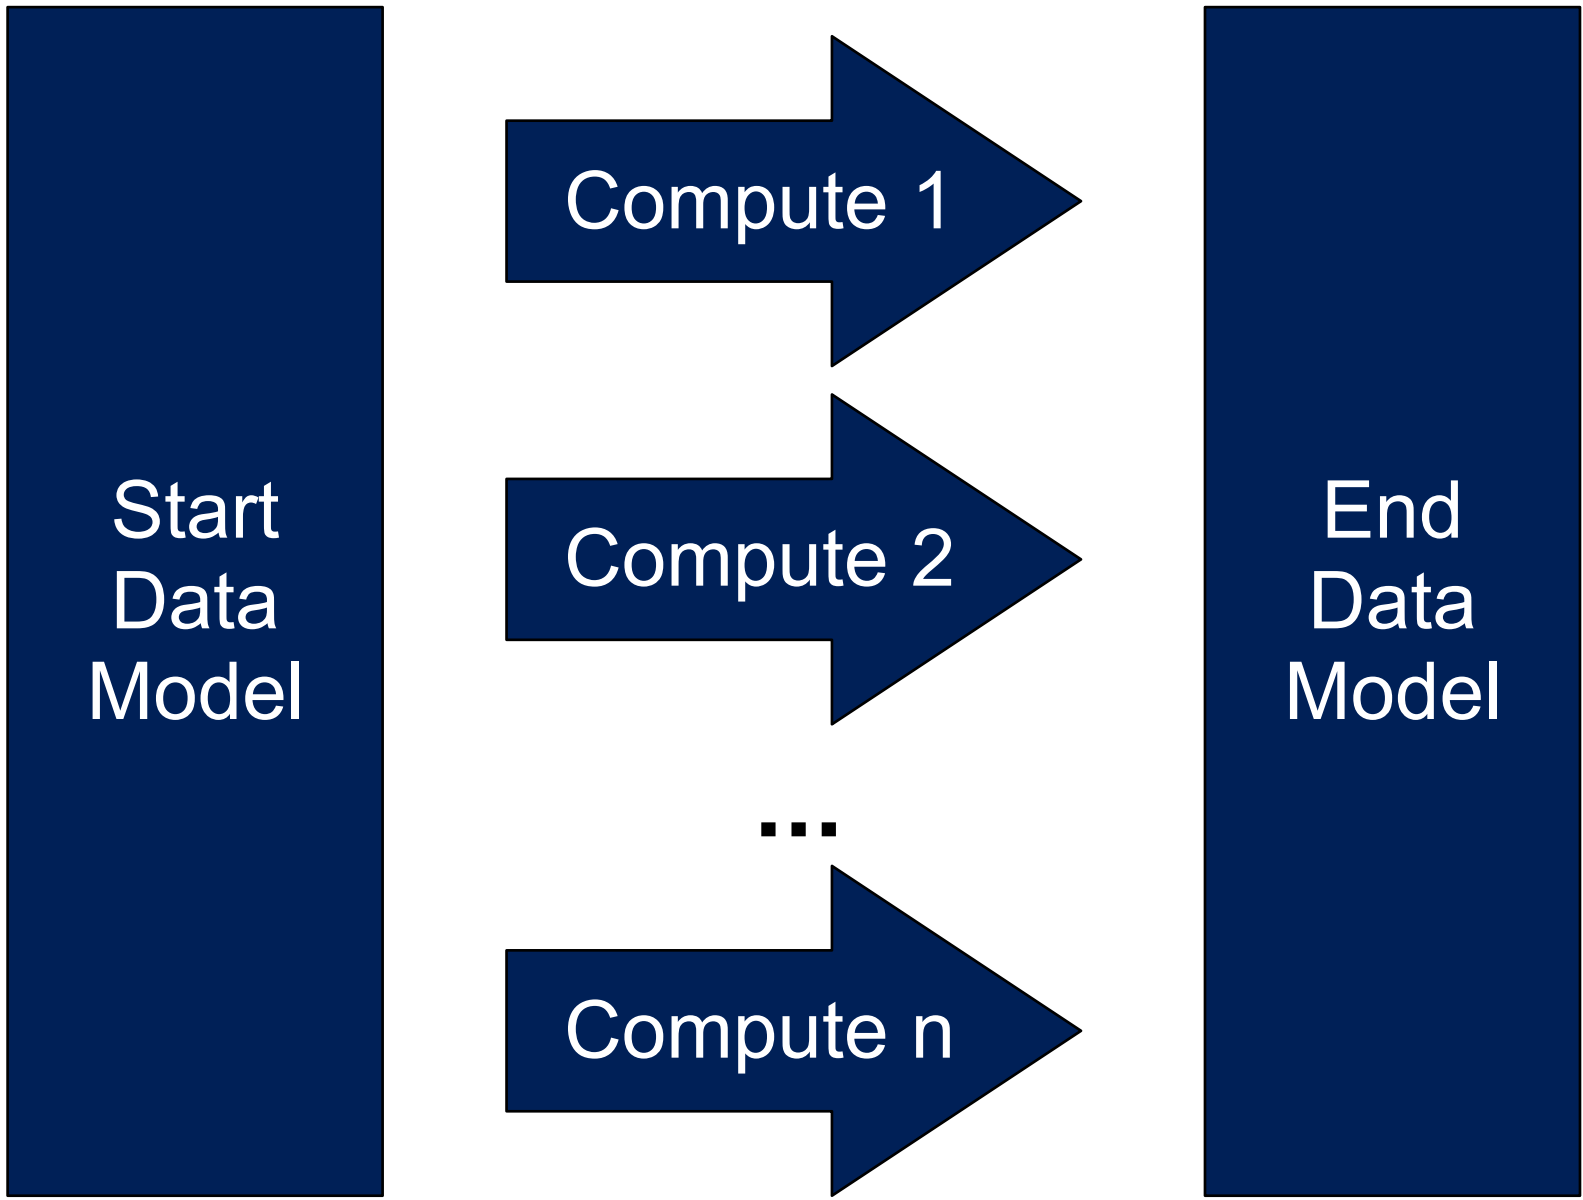 Start
Data
Model
Compute 1
Compute 2
...
Compute n
End
Data
Model